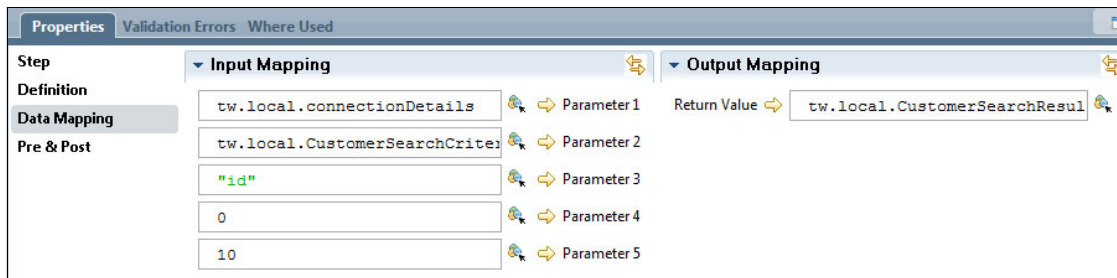 Properties Validation Errors Where Used
Step
Definition
Data Mapping
Pre & Post
Input Mapping
tw.local.connectionDetails Parameter 1
tw.local.CustomerSearchCriter Parameter 2
"id" Parameter 3
0 Parameter 4
10 Parameter 5
Output Mapping
Return Value tw.local.CustomerSearchResul